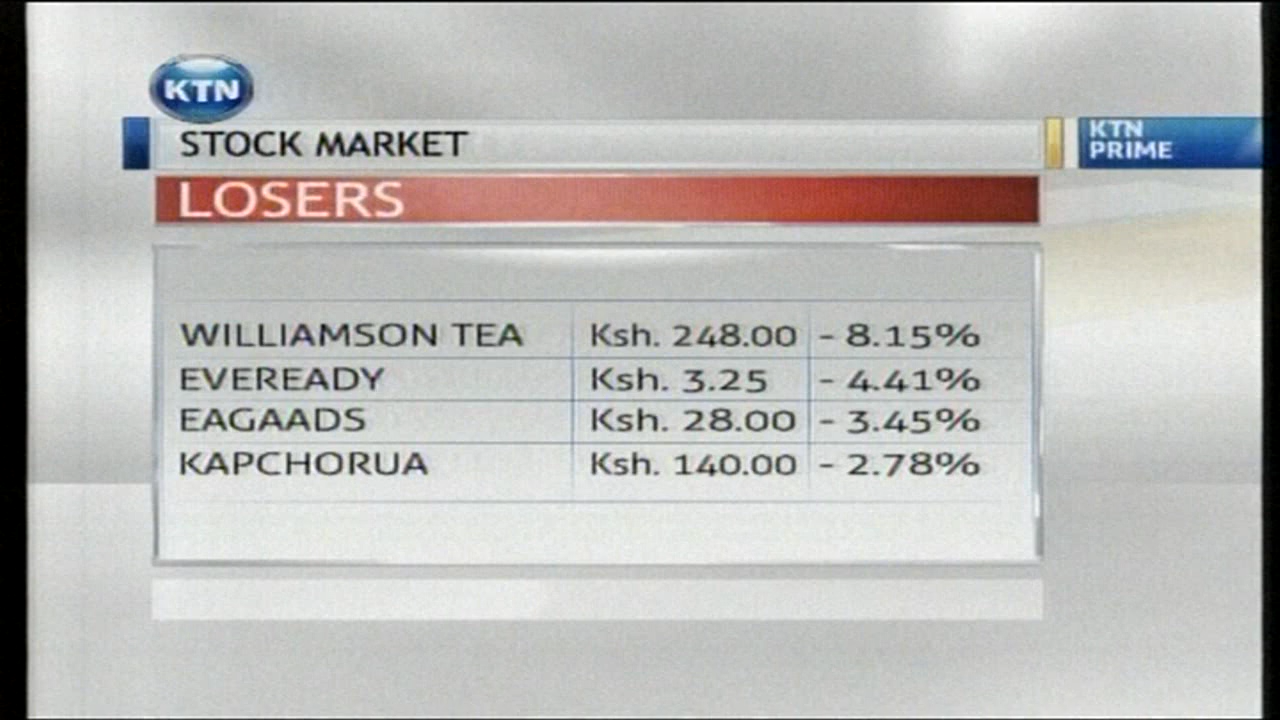 KTN
STOCK MARKET
KTN
PRIME
LOSERS
WILLIAMSON TEA Ksh. 248.00 - 8.15%
EVEREADY Ksh. 3.25 - 4.41%
EAGAADS Ksh. 28.00 - 3.45%
KAPCHORUA Ksh. 140.00 - 2.78%